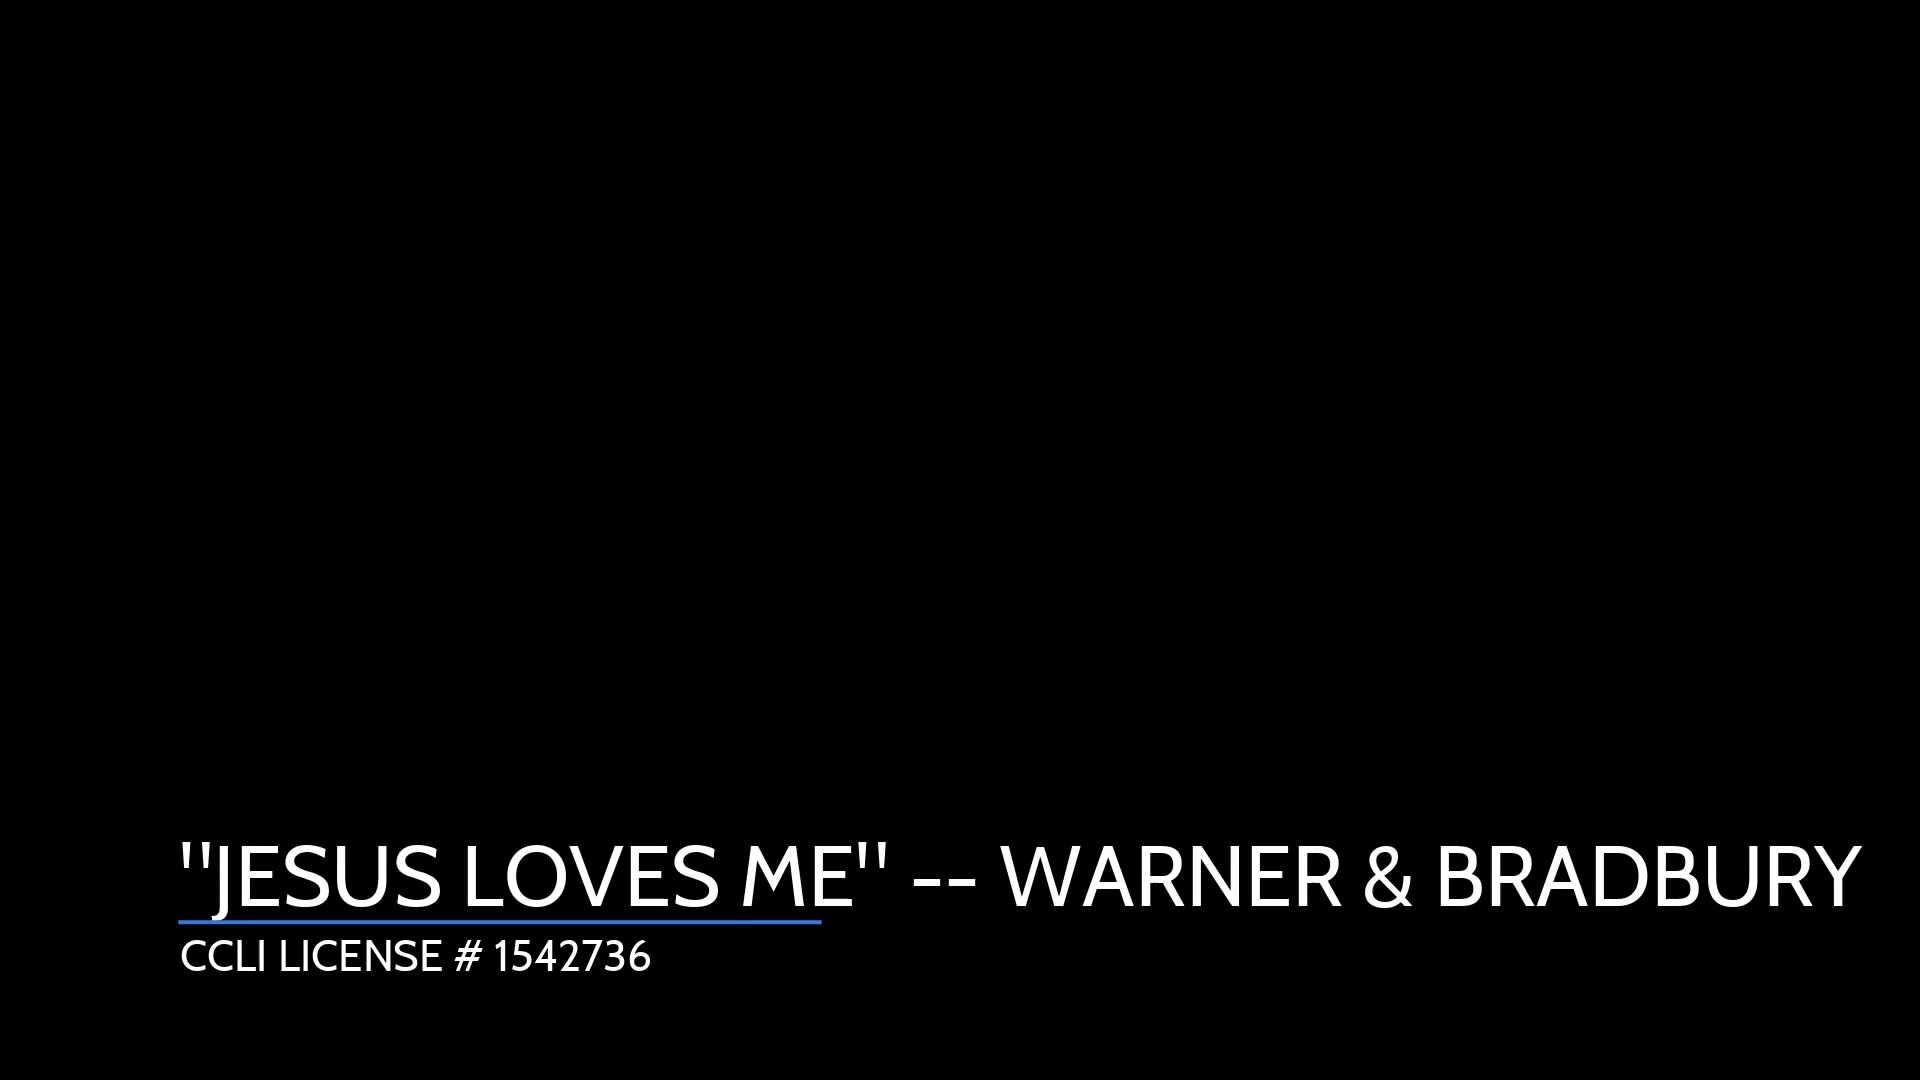 "JESUS LOVES ME" -- WARNER & BRADBURY
CCLI LICENSE # 1542736